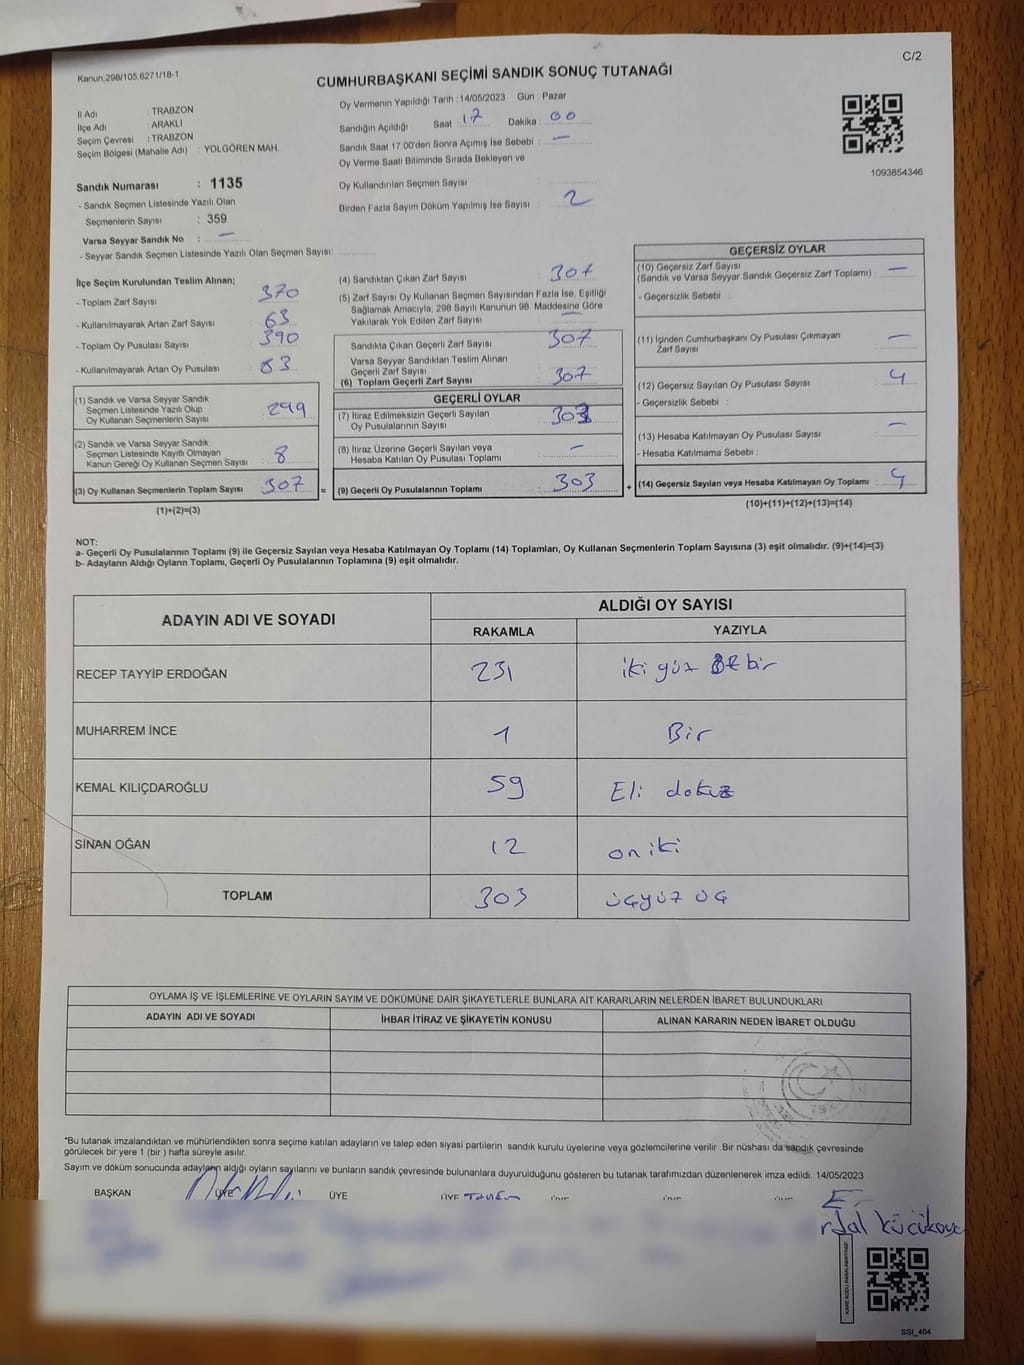 C/2
Kanun,298/105,6271/18-1
CUMHURBAŞKANI SEÇİMİ SANDIK SONUÇ TUTANAĞI
İl Adı : TRABZON
İlçe Adı : ARAKLI
Seçim Çevresi : TRABZON
Seçim Bölgesi (Mahalle Adı) : YOLGÖREN MAH.
Oy Vermenin Yapıldığı Tarih : 14/05/2023 Gün : Pazar
Sandığın Açıldığı Saat : 17 Dakika : 00
Sandık Saat 17:00'den Sonra Açımış İse Sebebi : —
Oy Verme Saati Bitiminde Sırada Bekleyen ve
Oy Kullandırılan Seçmen Sayısı :
Birden Fazla Sayım Döküm Yapılmış İse Sayısı : 2
1093854346
Sandık Numarası : 1135
- Sandık Seçmen Listesinde Yazılı Olan
Seçmenlerin Sayısı : 359
Varsa Seyyar Sandık No : —
- Seyyar Sandık Seçmen Listesinde Yazılı Olan Seçmen Sayısı:
İlçe Seçim Kurulundan Teslim Alınan;
- Toplam Zarf Sayısı : 370
- Kullanılmayarak Artan Zarf Sayısı : 63
- Toplam Oy Pusulası Sayısı : 390
- Kullanılmayarak Artan Oy Pusulası : 83
(1) Sandık ve Varsa Seyyar Sandık
Seçmen Listesinde Yazılı Olup
Oy Kullanan Seçmenlerin Sayısı : 299
(2) Sandık ve Varsa Seyyar Sandık
Seçmen Listesinde Kayıtlı Olmayan
Kanun Gereği Oy Kullanan Seçmen Sayısı : 8
(3) Oy Kullanan Seçmenlerin Toplam Sayısı : 307
(1)+(2)=(3)
=
(4) Sandıktan Çıkan Zarf Sayısı : 307
(5) Zarf Sayısı Oy Kullanan Seçmen Sayısından Fazla İse, Eşitliği
Sağlamak Amacıyla, 298 Sayılı Kanunun 98. Maddesine Göre
Yakılarak Yok Edilen Zarf Sayısı : —
Sandıkta Çıkan Geçerli Zarf Sayısı : 307
Varsa Seyyar Sandıktan Teslim Alınan
Geçerli Zarf Sayısı :
(6) Toplam Geçerli Zarf Sayısı : 307
GEÇERLİ OYLAR
(7) İtiraz Edilmeksizin Geçerli Sayılan
Oy Pusulalarının Sayısı : 303
(8) İtiraz Üzerine Geçerli Sayılan veya
Hesaba Katılan Oy Pusulası Toplamı : —
(9) Geçerli Oy Pusulalarının Toplamı : 303
+
GEÇERSİZ OYLAR
(10) Geçersiz Zarf Sayısı
(Sandık ve Varsa Seyyar Sandık Geçersiz Zarf Toplamı) : —
- Geçersizlik Sebebi :
(11) İçinden Cumhurbaşkanı Oy Pusulası Çıkmayan
Zarf Sayısı : —
(12) Geçersiz Sayılan Oy Pusulası Sayısı : 4
- Geçersizlik Sebebi :
(13) Hesaba Katılmayan Oy Pusulası Sayısı : —
- Hesaba Katılmama Sebebi :
(14) Geçersiz Sayılan veya Hesaba Katılmayan Oy Toplamı : 4
(10)+(11)+(12)+(13)=(14)
NOT:
a- Geçerli Oy Pusulalarının Toplamı (9) ile Geçersiz Sayılan veya Hesaba Katılmayan Oy Toplamı (14) Toplamları, Oy Kullanan Seçmenlerin Toplam Sayısına (3) eşit olmalıdır. (9)+(14)=(3)
b- Adayların Aldığı Oyların Toplamı, Geçerli Oy Pusulalarının Toplamına (9) eşit olmalıdır.
ADAYIN ADI VE SOYADI ALDIĞI OY SAYISI
RAKAMLA YAZIYLA
RECEP TAYYİP ERDOĞAN 231 iki yüz bir
MUHARREM İNCE 1 Bir
KEMAL KILIÇDAROĞLU 59 Eli dokuz
SİNAN OĞAN 12 on iki
TOPLAM 303 üçyüz üç
OYLAMA İŞ VE İŞLEMLERİNE VE OYLARIN SAYIM VE DÖKÜMÜNE DAİR ŞİKAYETLERLE BUNLARA AİT KARARLARIN NELERDEN İBARET BULUNDUKLARI
ADAYIN ADI VE SOYADI İHBAR İTİRAZ VE ŞİKAYETİN KONUSU ALINAN KARARIN NEDEN İBARET OLDUĞU
*Bu tutanak imzalandıktan ve mühürlendikten sonra seçime katılan adayların ve talep eden siyasi partilerin sandık kurulu üyelerine veya gözlemcilerine verilir. Bir nüshası da sandık çevresinde
görülecek bir yere 1 (bir ) hafta süreyle asılır.
Sayım ve döküm sonucunda adayların aldığı oyların sayılarını ve bunların sandık çevresinde bulunanlara duyurulduğunu gösteren bu tutanak tarafımızdan düzenlenerek imza edildi. 14/05/2023
BAŞKAN ÜYE ÜYE ÜYE
SSI_404